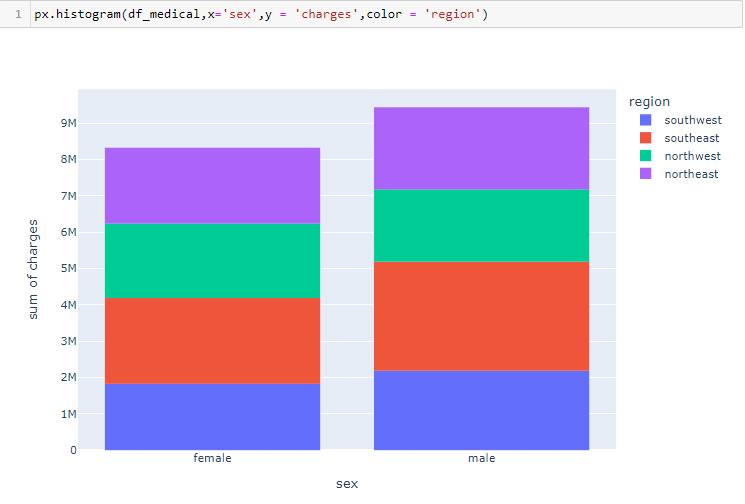 1 px.histogram(df_medical,x='sex',y = 'charges',color = 'region')
region
southwest
southeast
northwest
northeast
9M
8M
7M
6M
5M
4M
3M
2M
1M
0
sum of charges
female male
sex